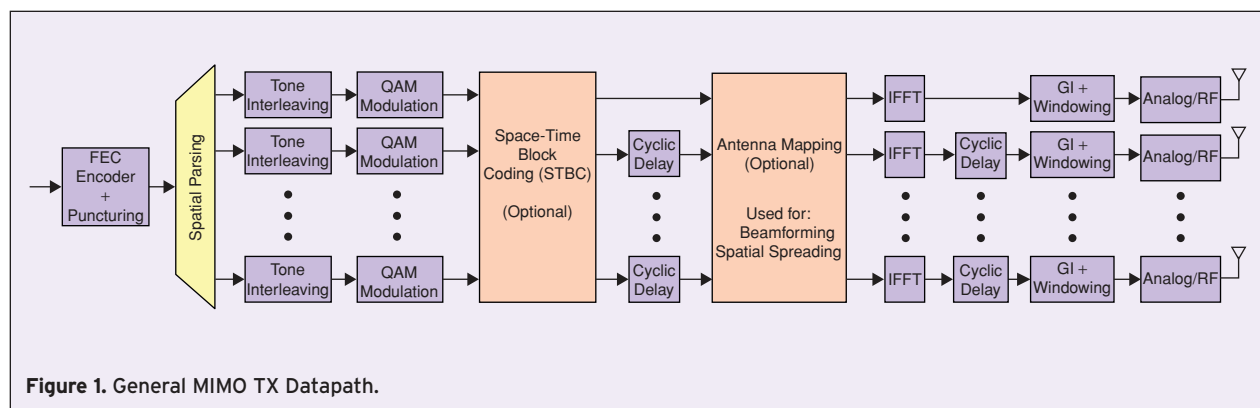 FEC
Encoder
+
Puncturing
Spatial Parsing
Tone
Interleaving
QAM
Modulation
Tone
Interleaving
QAM
Modulation
Tone
Interleaving
QAM
Modulation
Space-Time
Block
Coding (STBC)
(Optional)
Cyclic
Delay
Cyclic
Delay
Antenna Mapping
(Optional)
Used for:
Beamforming
Spatial Spreading
IFFT
GI +
Windowing
Analog/RF
IFFT
Cyclic
Delay
GI +
Windowing
Analog/RF
IFFT
Cyclic
Delay
GI +
Windowing
Analog/RF
Figure 1. General MIMO TX Datapath.